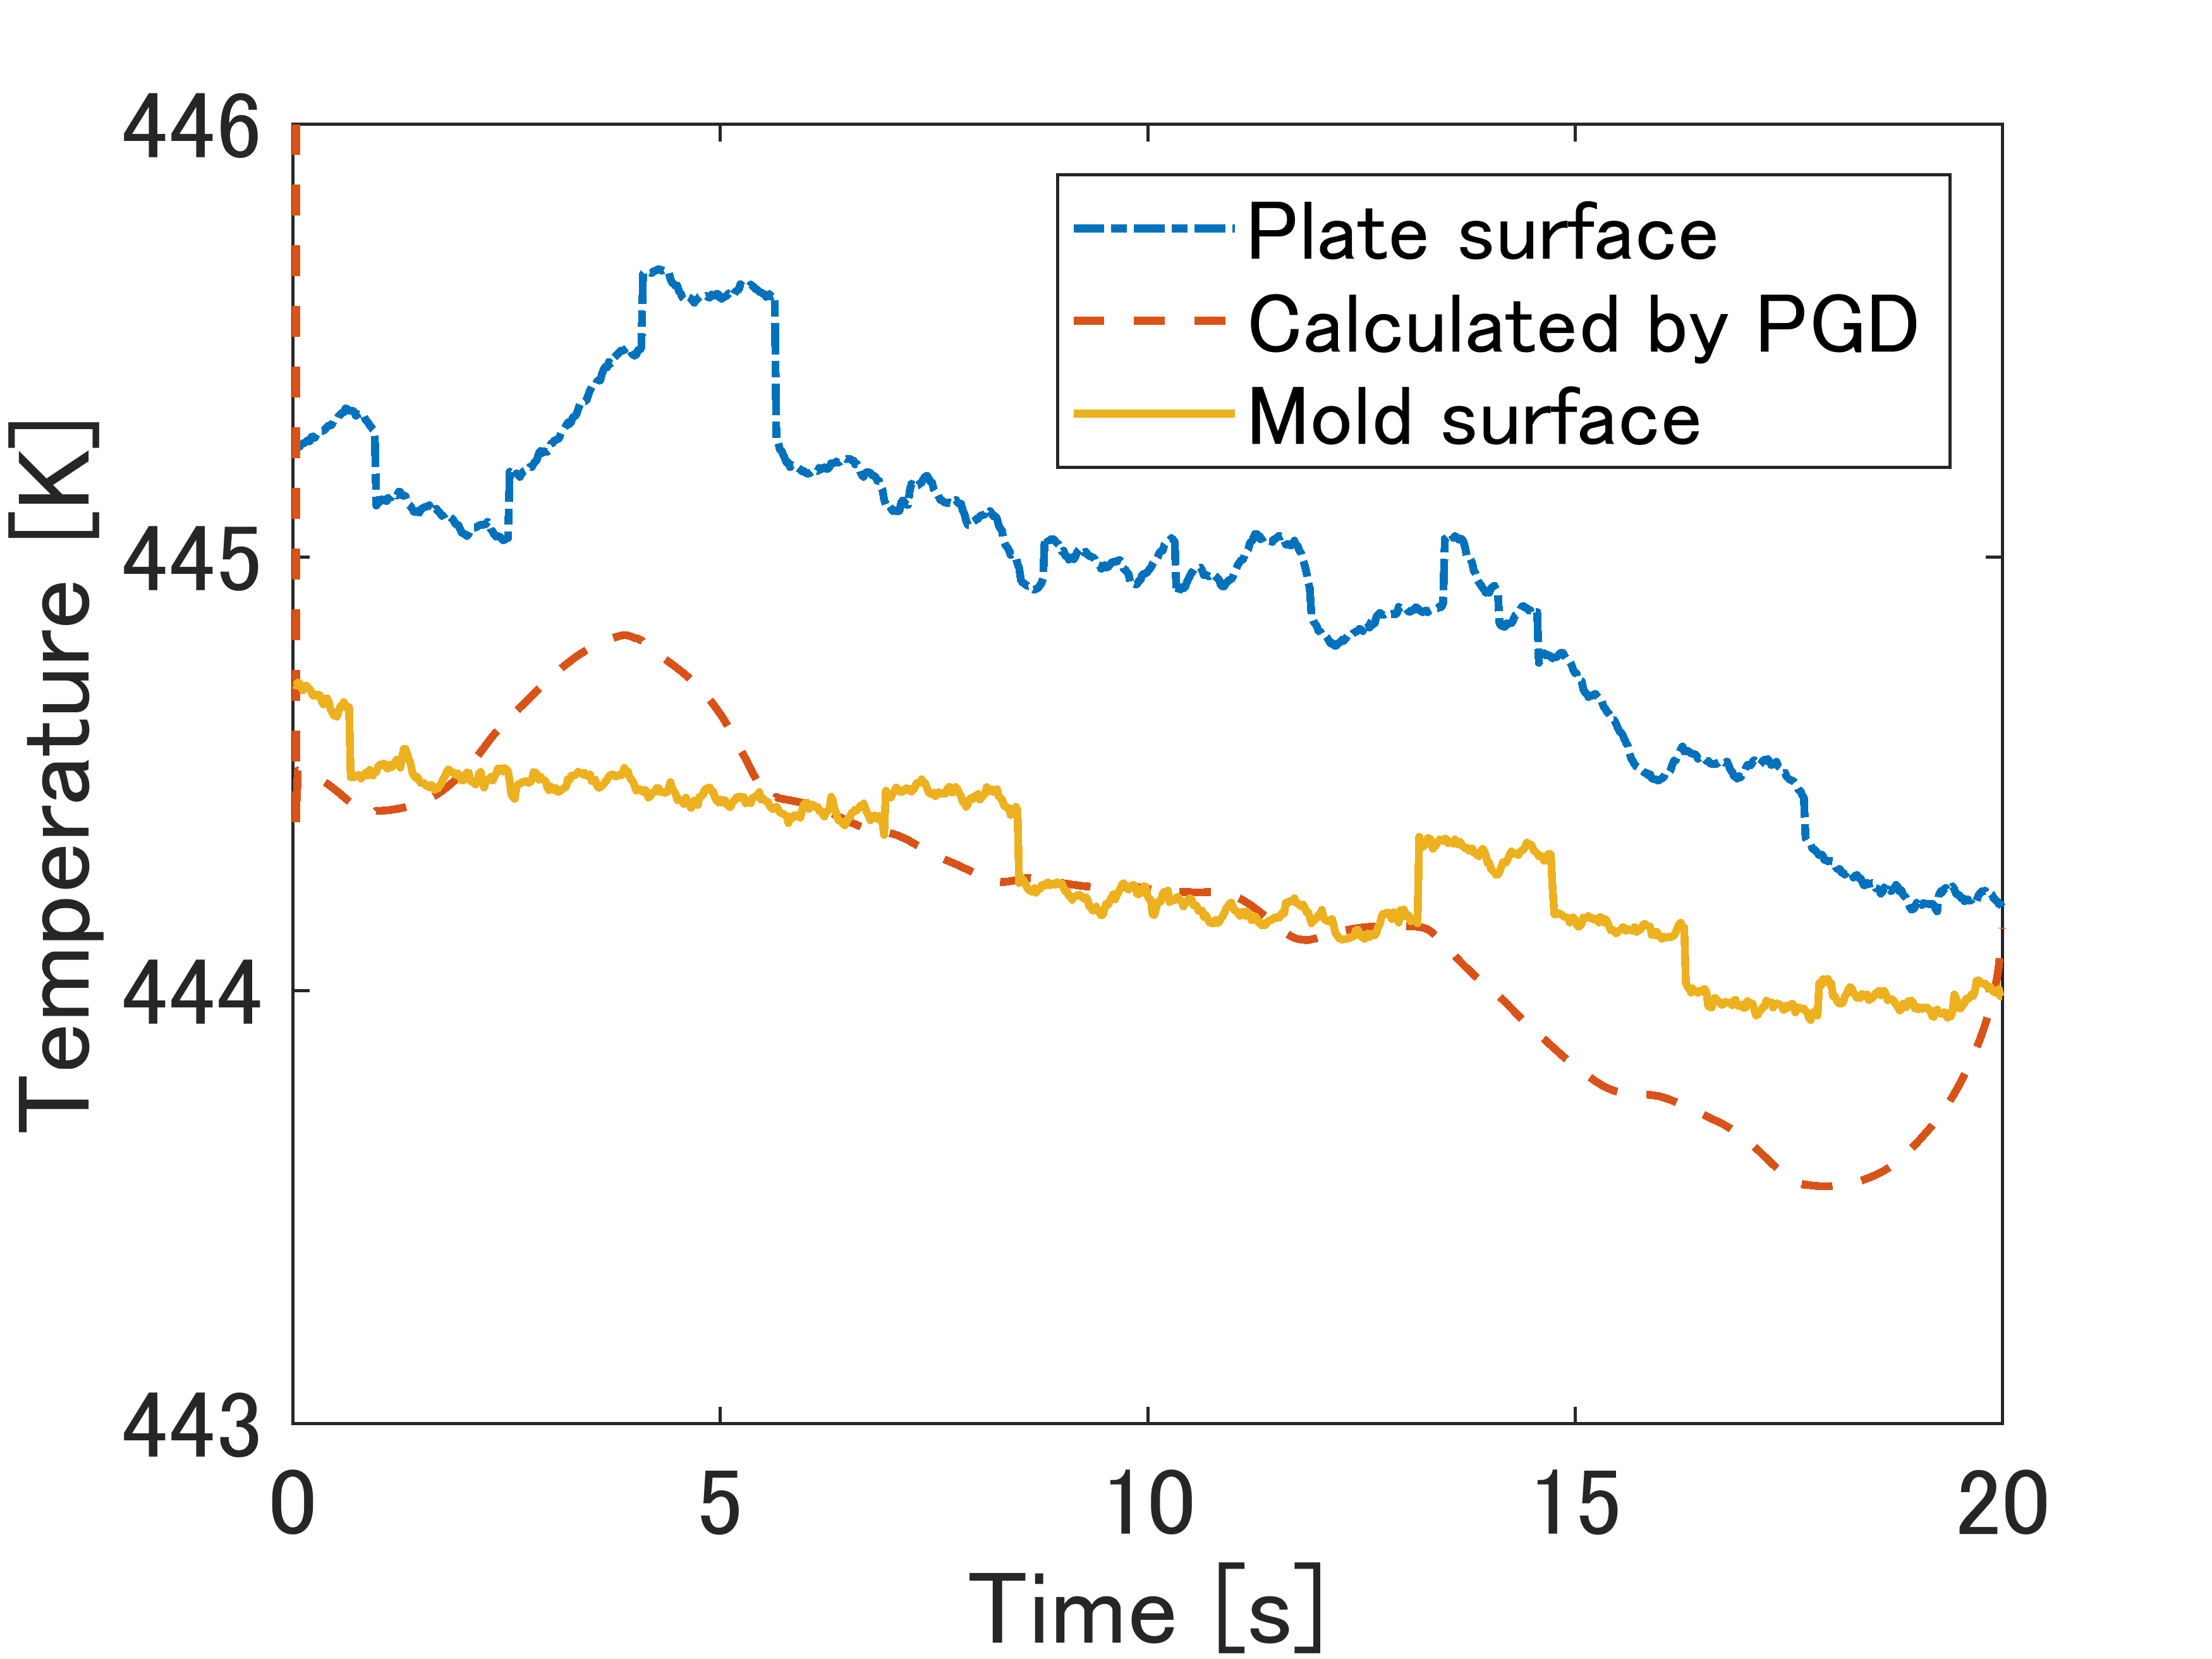 446
445
444
443
Temperature [K]
Plate surface
Calculated by PGD
Mold surface
0 5 10 15 20
Time [s]